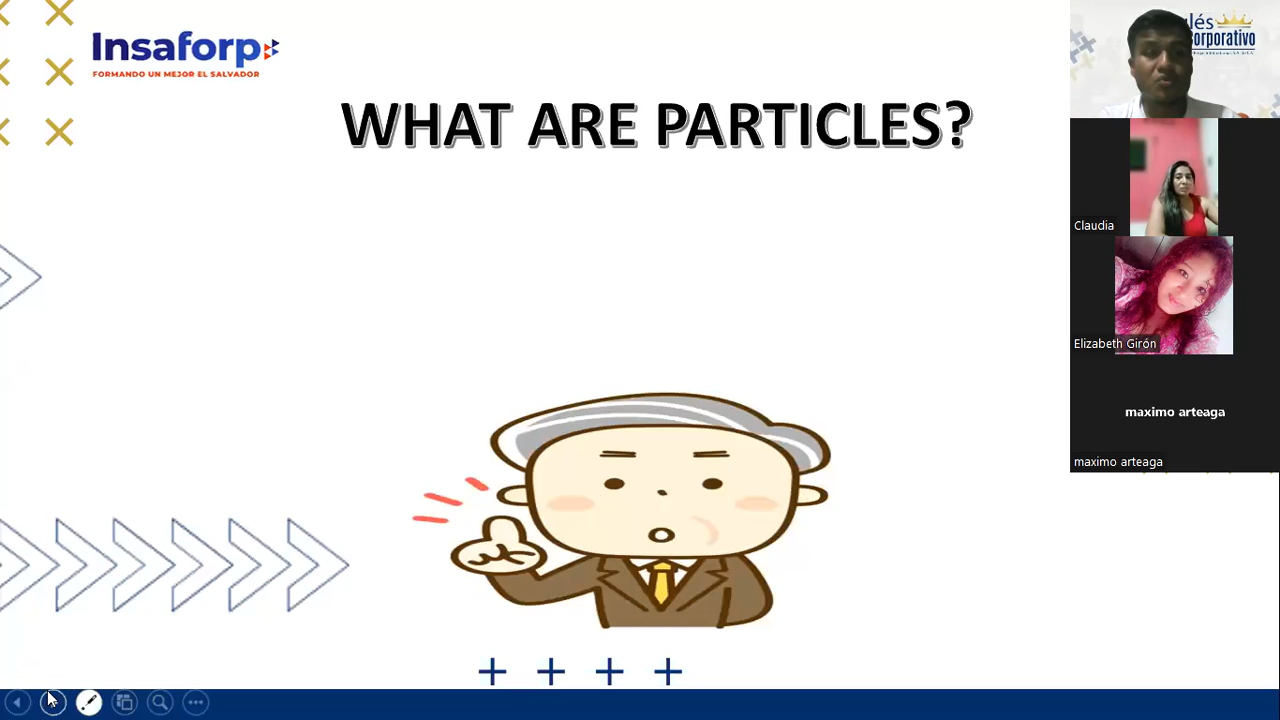 Insaforp
FORMANDO UN MEJOR EL SALVADOR
WHAT ARE PARTICLES?
Claudia
Elizabeth Girón
maximo arteaga
maximo arteaga